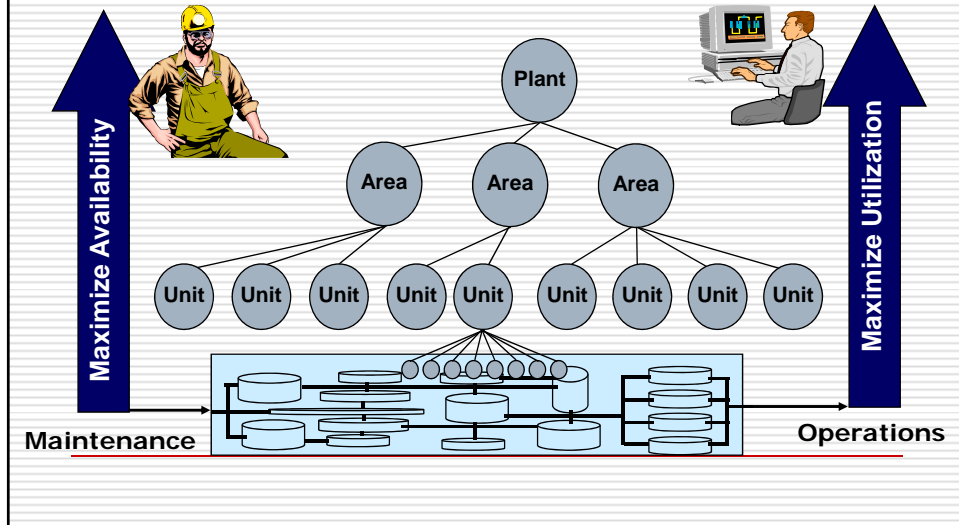 Plant
Area Area Area
Unit Unit Unit Unit Unit Unit Unit Unit Unit
Maximize Availability
Maximize Utilization
Maintenance
Operations